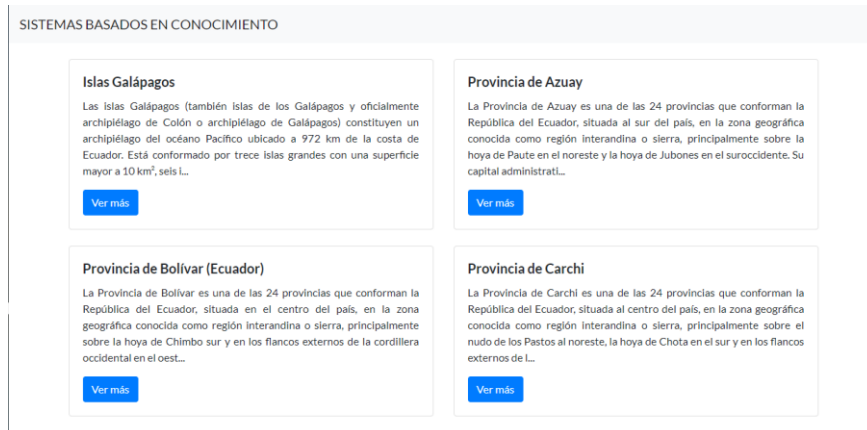 SISTEMAS BASADOS EN CONOCIMIENTO
Islas Galápagos
Las islas Galápagos (también islas de los Galápagos y oficialmente
archipiélago de Colón o archipiélago de Galápagos) constituyen un
archipiélago del océano Pacífico ubicado a 972 km de la costa de
Ecuador. Está conformado por trece islas grandes con una superficie
mayor a 10 km², seis i...
Ver más
Provincia de Azuay
La Provincia de Azuay es una de las 24 provincias que conforman la
República del Ecuador, situada al sur del país, en la zona geográfica
conocida como región interandina o sierra, principalmente sobre la
hoya de Paute en el noreste y la hoya de Jubones en el suroccidente. Su
capital administrati...
Ver más
Provincia de Bolívar (Ecuador)
La Provincia de Bolívar es una de las 24 provincias que conforman la
República del Ecuador, situada en el centro del país, en la zona
geográfica conocida como región interandina o sierra, principalmente
sobre la hoya de Chimbo sur y en los flancos externos de la cordillera
occidental en el oest...
Ver más
Provincia de Carchi
La Provincia de Carchi es una de las 24 provincias que conforman la
República del Ecuador, situada al centro del país, en la zona geográfica
conocida como región interandina o sierra, principalmente sobre el
nudo de los Pastos al noreste, la hoya de Chota en el sur y en los flancos
externos de l...
Ver más